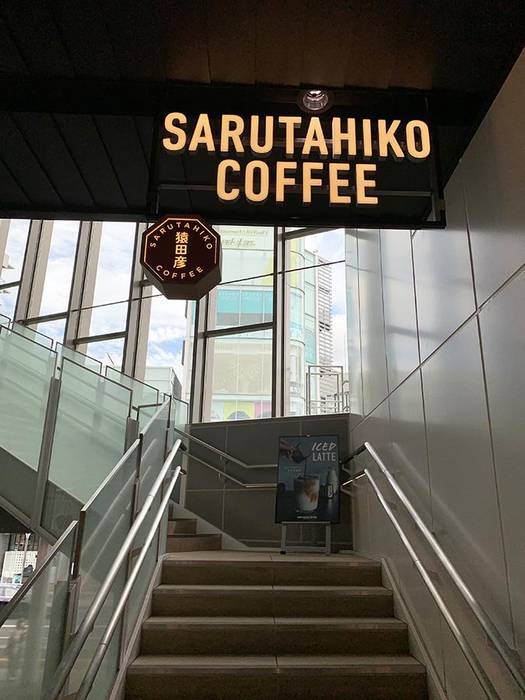 SARUTAHIKO
COFFEE
SARUTAHIKO
猿田彦
COFFEE
ICED
LATTE